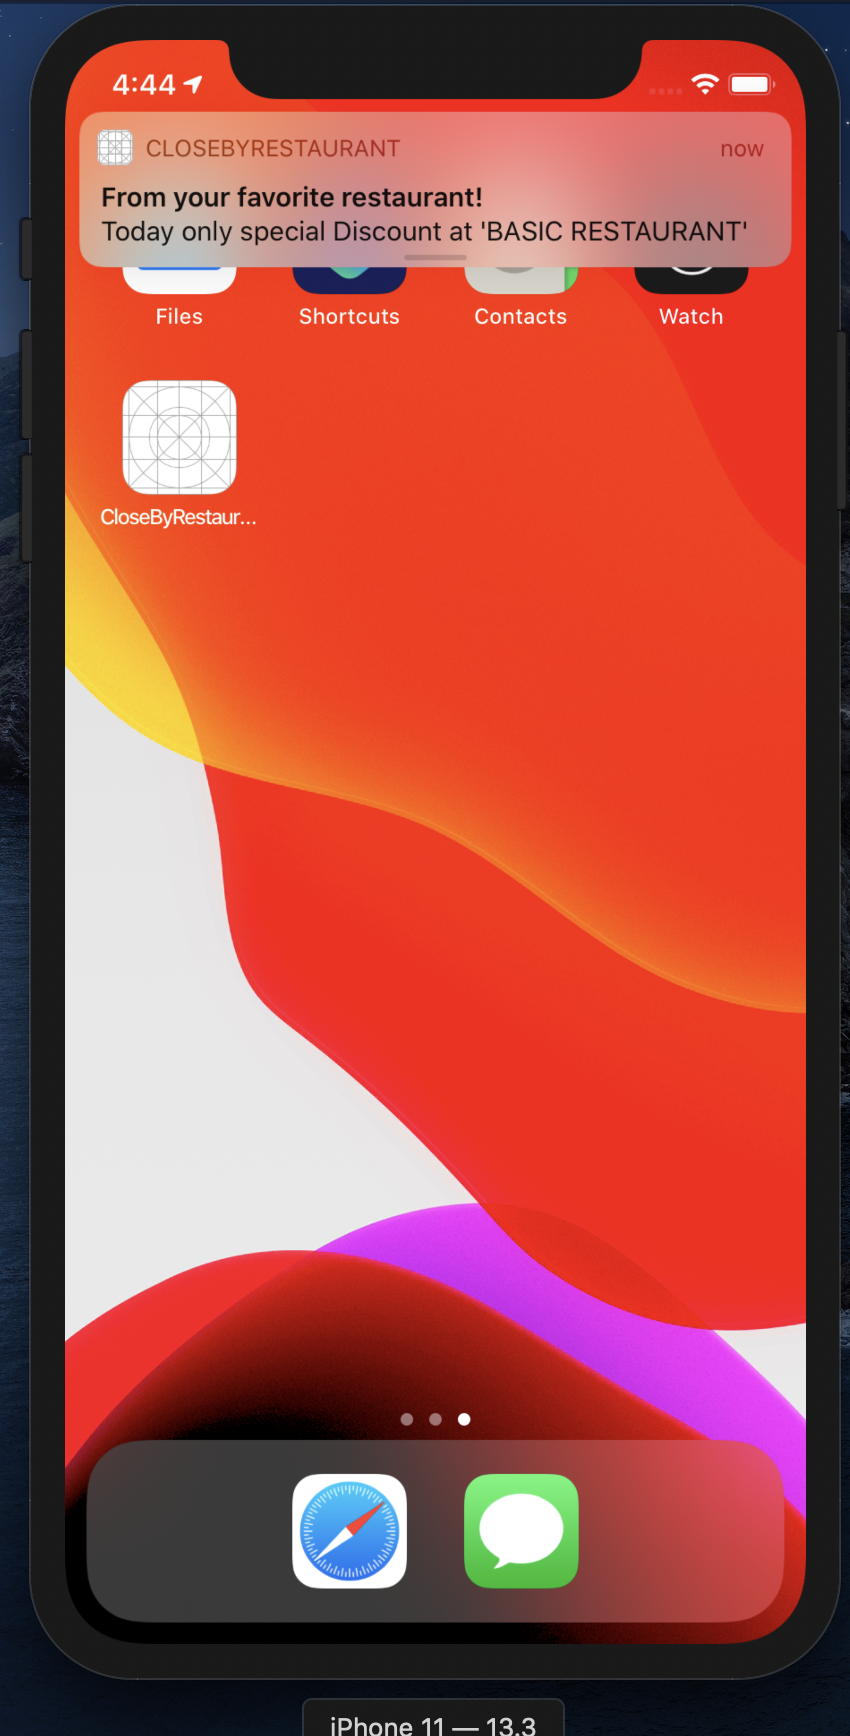 4:44
CLOSEBYRESTAURANT now
From your favorite restaurant!
Today only special Discount at 'BASIC RESTAURANT'
Files Shortcuts Contacts Watch
CloseByRestaur...
iPhone 11 — 13.3